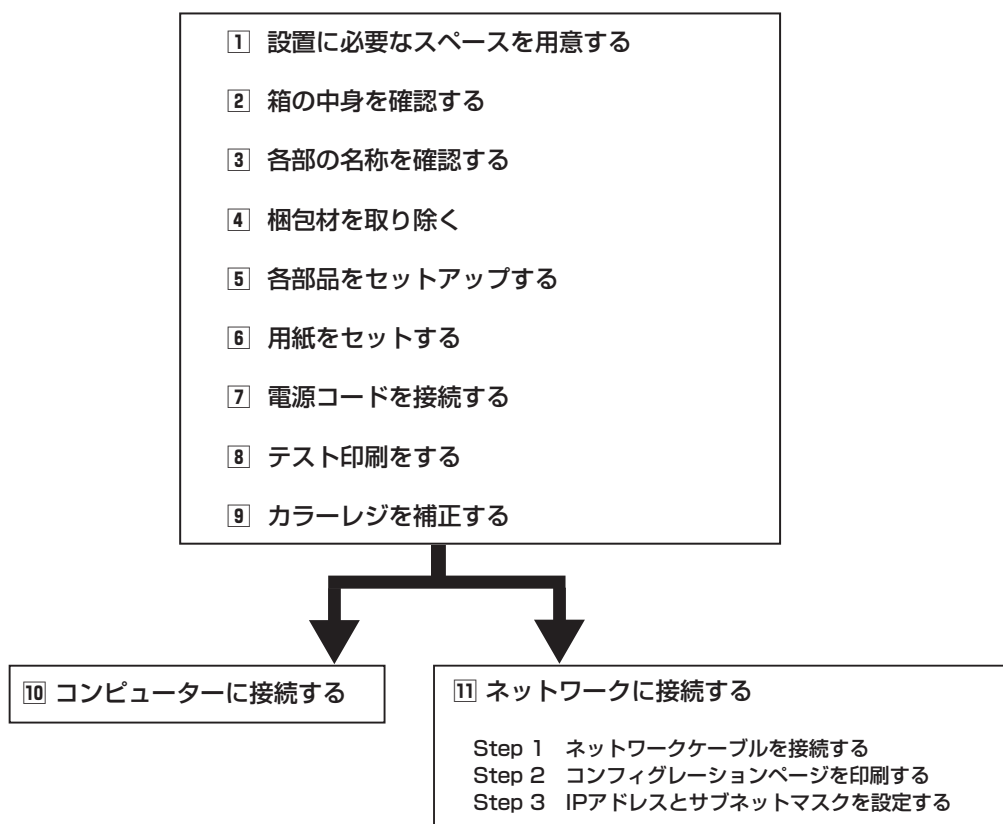 1 設置に必要なスペースを用意する
2 箱の中身を確認する
3 各部の名称を確認する
4 梱包材を取り除く
5 各部品をセットアップする
6 用紙をセットする
7 電源コードを接続する
8 テスト印刷をする
9 カラーレジを補正する
10 コンピューターに接続する
11 ネットワークに接続する
Step 1 ネットワークケーブルを接続する
Step 2 コンフィグレーションページを印刷する
Step 3 IPアドレスとサブネットマスクを設定する